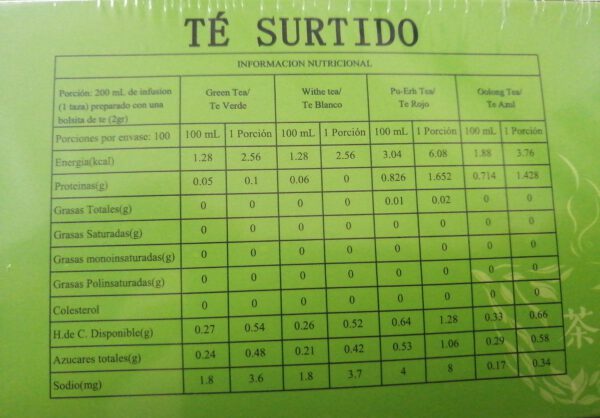 TÉ SURTIDO
INFORMACION NUTRICIONAL
Porción: 200 mL de infusion
(1 taza) preparado con una
bolsita de te (2gr)
Green Tea/
Te Verde
Withe tea/
Te Blanco
Pu-Erh Tea/
Te Rojo
Oolong Tea/
Te Azul
Porciones por envase: 100 100 mL 1 Porción 100 mL 1 Porción 100 mL 1 Porción 100 mL 1 Porción
Energia(kcal) 1.28 2.56 1.28 2.56 3.04 6.08 1.88 3.76
Proteinas(g) 0.05 0.1 0.06 0 0.826 1.652 0.714 1.428
Grasas Totales(g) 0 0 0 0 0.01 0.02 0 0
Grasas Saturadas(g) 0 0 0 0 0 0 0 0
Grasas monoinsaturadas(g) 0 0 0 0 0 0 0 0
Grasas Polinsaturadas(g) 0 0 0 0 0 0 0 0
Colesterol 0 0 0 0 0 0 0 0
H.de C. Disponible(g) 0.27 0.54 0.26 0.52 0.64 1.28 0.33 0.66
Azucares totales(g) 0.24 0.48 0.21 0.42 0.53 1.06 0.29 0.58
Sodio(mg) 1.8 3.6 1.8 3.7 4 8 0.17 0.34
茶